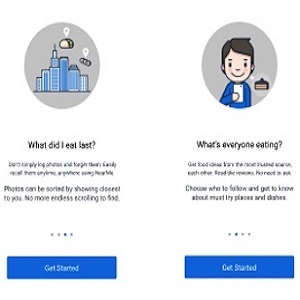 What did I eat last?
Don't simply log photos and forget them. Easily
recall them anytime, anywhere using NearMe.
Photos can be sorted by showing closest
to you. No more endless scrolling to find.
Get Started
What's everyone eating?
Get food ideas from the most trusted source,
each other. Read the reviews. No need to ask.
Choose who to follow and get to know
about must try places and dishes.
Get Started